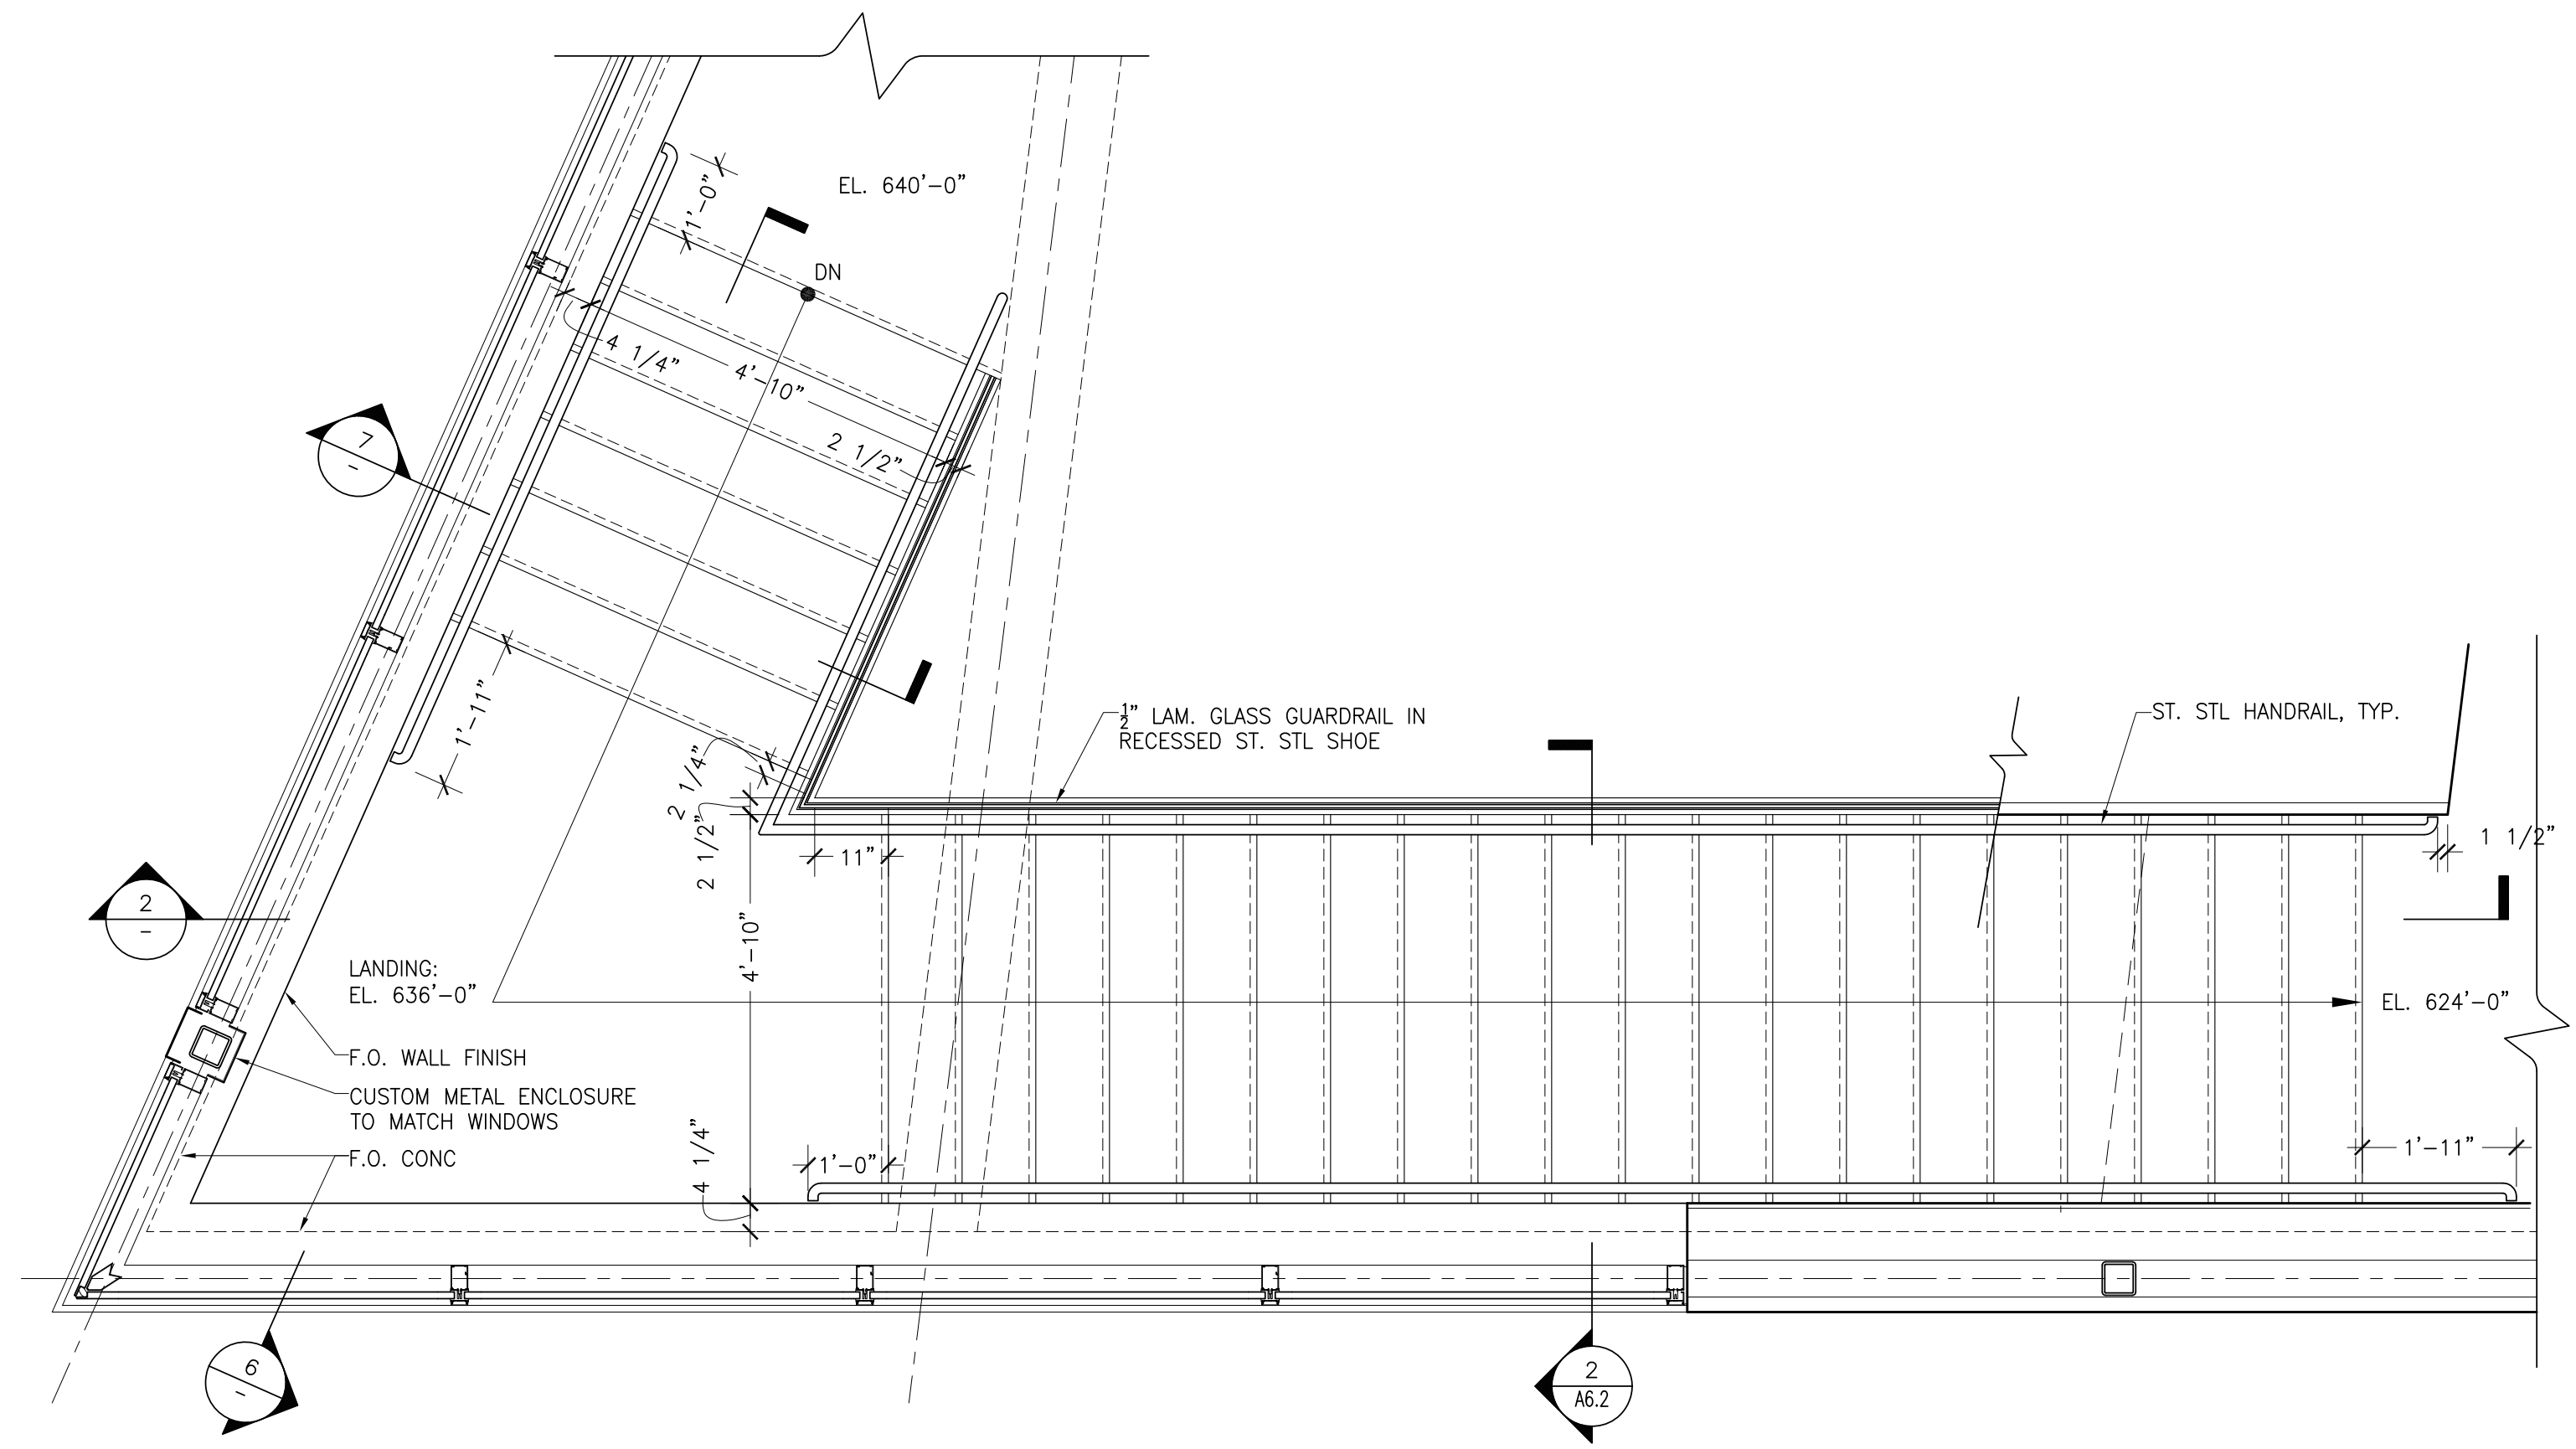 EL. 640'-0"
1'-0"
DN
4 1/4"
4'-10"
2 1/2"
7
-
1'-11"
2 1/4"
2 1/2"
1/2" LAM. GLASS GUARDRAIL IN
RECESSED ST. STL SHOE
ST. STL HANDRAIL, TYP.
1 1/2"
11"
2
-
4'-10"
LANDING:
EL. 636'-0"
EL. 624'-0"
F.O. WALL FINISH
CUSTOM METAL ENCLOSURE
TO MATCH WINDOWS
F.O. CONC
4 1/4"
1'-0"
1'-11"
6
-
2
A6.2